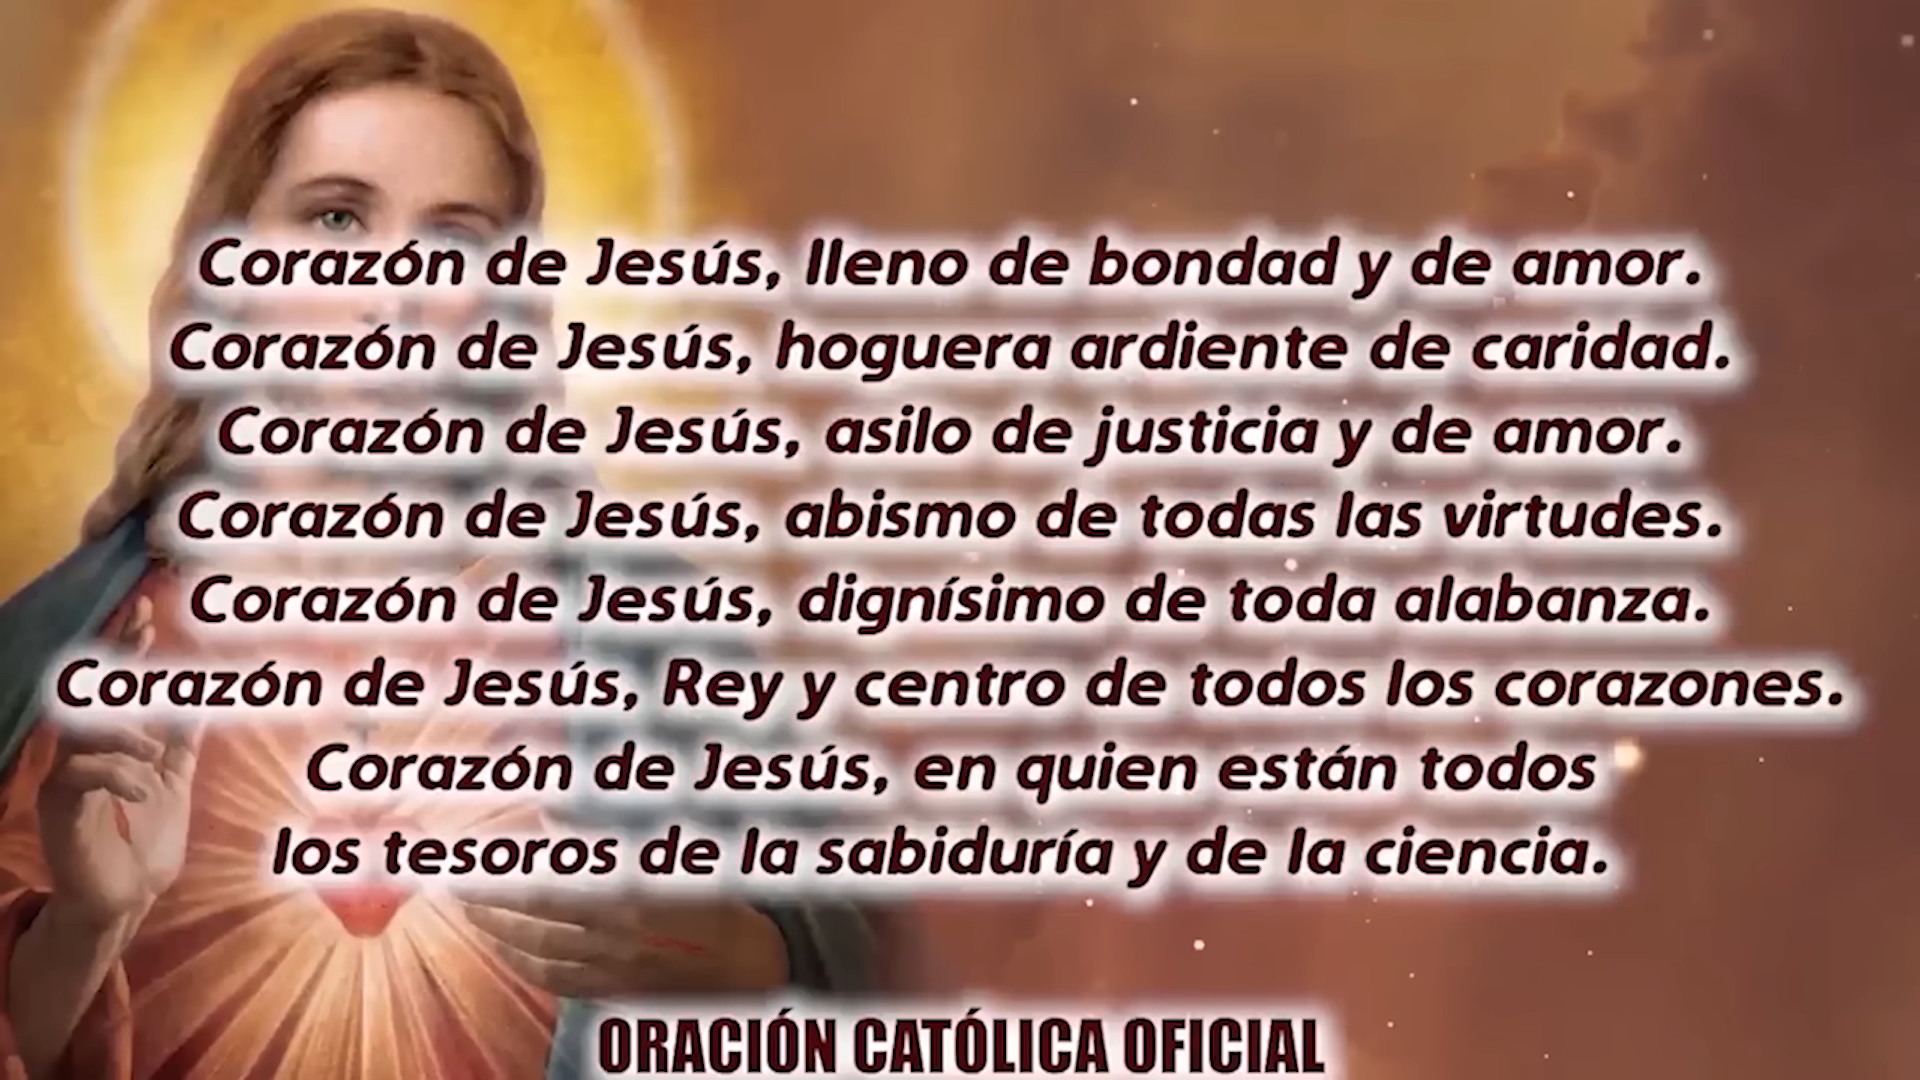 Corazón de Jesús, lleno de bondad y de amor.
Corazón de Jesús, hoguera ardiente de caridad.
Corazón de Jesús, asilo de justicia y de amor.
Corazón de Jesús, abismo de todas las virtudes.
Corazón de Jesús, dignísimo de toda alabanza.
Corazón de Jesús, Rey y centro de todos los corazones.
Corazón de Jesús, en quien están todos
los tesoros de la sabiduría y de la ciencia.
ORACIÓN CATÓLICA OFICIAL